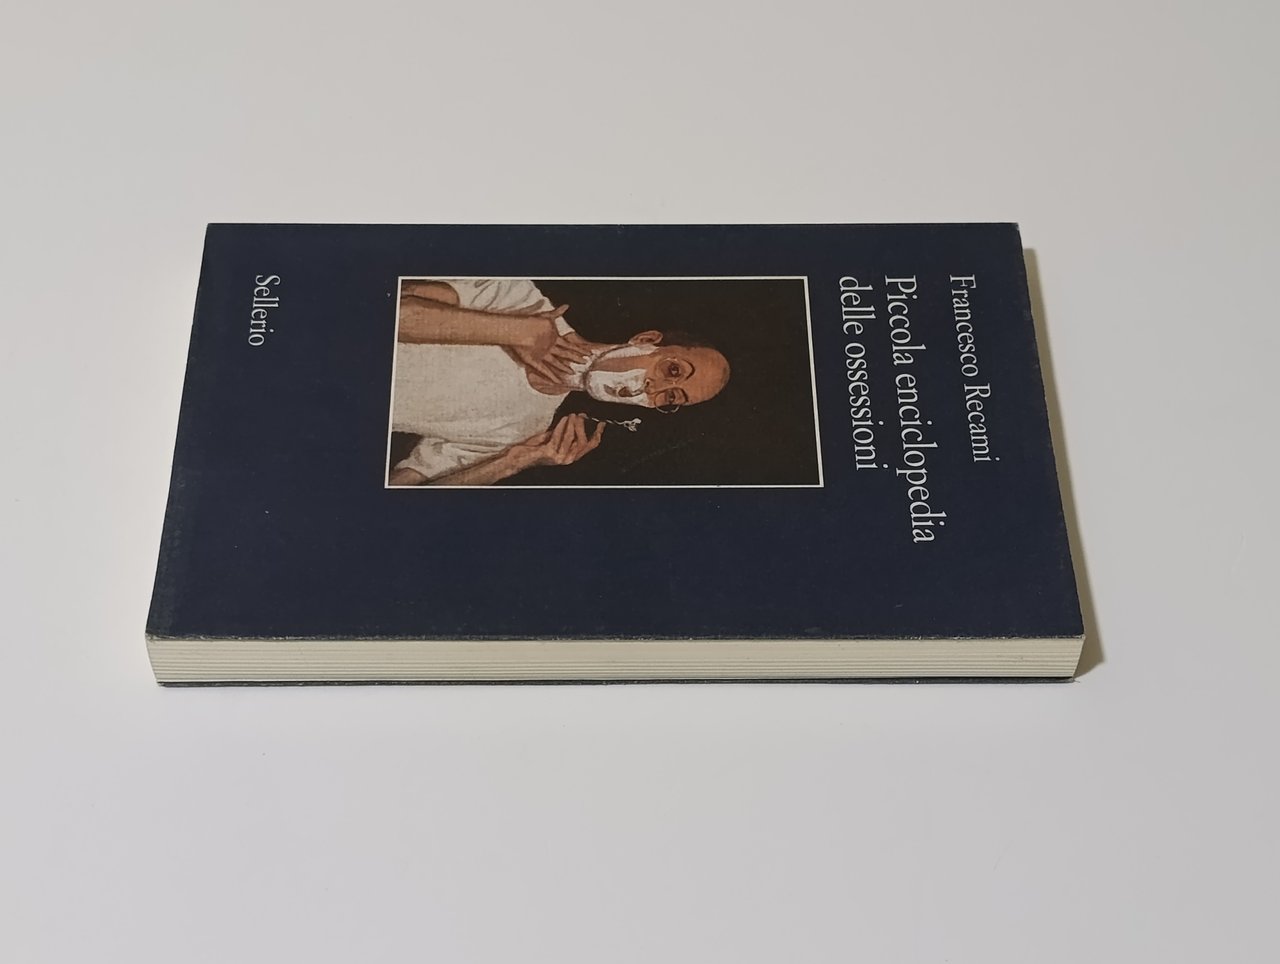 Francesco Recami
Piccola enciclopedia
delle ossessioni
Sellerio